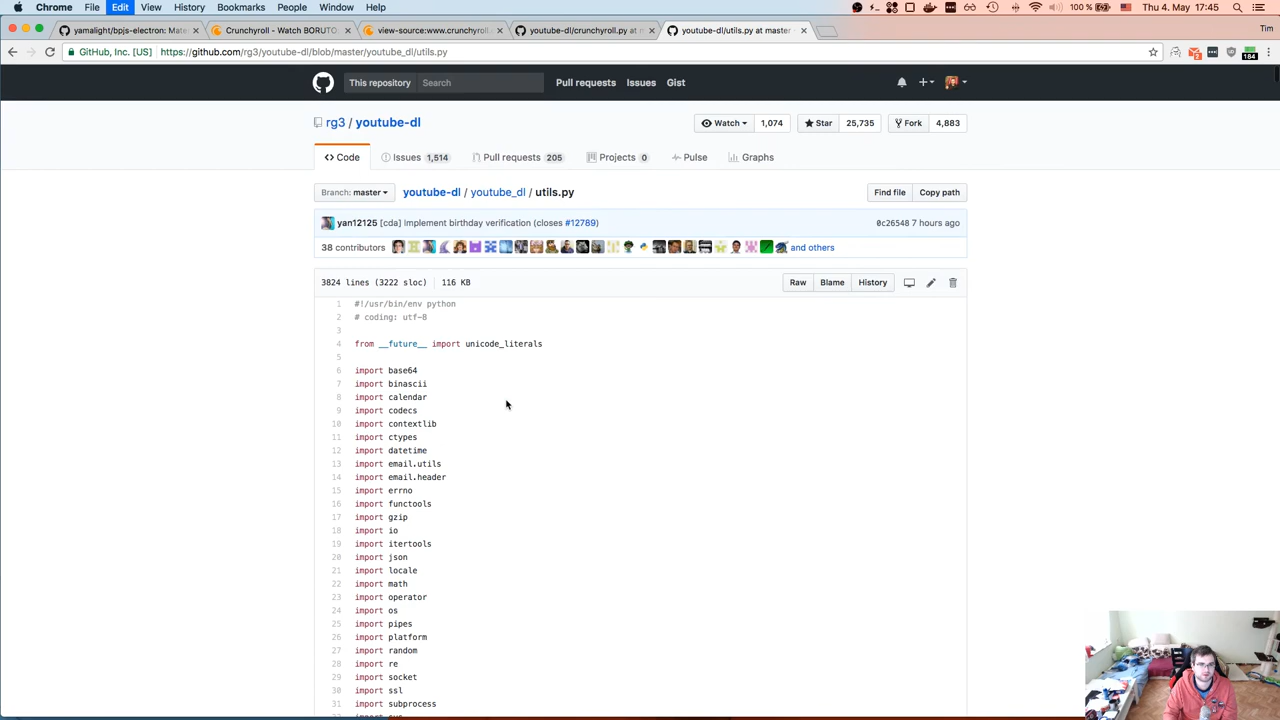 Chrome File Edit View History Bookmarks People Window Help 100 % Thu 4. May 17:45
yamalight/bpjs-electron: Mate
Crunchyroll - Watch BORUTO
view-source:www.crunchyroll.
youtube-dl/crunchyroll.py at m
youtube-dl/utils.py at master
Tim
GitHub, Inc. [US] https://github.com/rg3/youtube-dl/blob/master/youtube_dl/utils.py
2
184
This repository Search Pull requests Issues Gist
rg3 / youtube-dl Watch 1,074 Star 25,735 Fork 4,883
Code Issues 1,514 Pull requests 205 Projects 0 Pulse Graphs
Branch: master youtube-dl / youtube_dl / utils.py Find file Copy path
yan12125 [cda] implement birthday verification (closes #12789) 0c26548 7 hours ago
38 contributors and others
3824 lines (3222 sloc) 116 KB Raw Blame History
1 #!/usr/bin/env python
2 # coding: utf-8
3
4 from __future__ import unicode_literals
5
6 import base64
7 import binascii
8 import calendar
9 import codecs
10 import contextlib
11 import ctypes
12 import datetime
13 import email.utils
14 import email.header
15 import errno
16 import functools
17 import gzip
18 import io
19 import itertools
20 import json
21 import locale
22 import math
23 import operator
24 import os
25 import pipes
26 import platform
27 import random
28 import re
29 import socket
30 import ssl
31 import subprocess